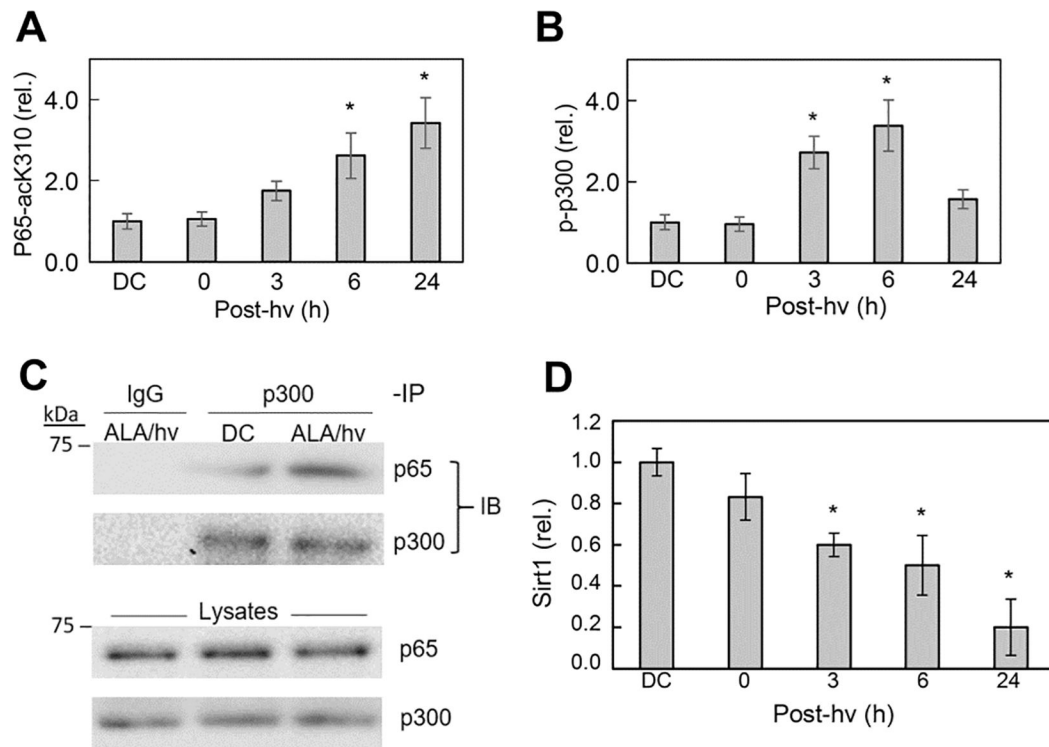 A
P65-acK310 (rel.)
4.0
2.0
0.0
*
*
DC 0 3 6 24
Post-hv (h)
B
p-p300 (rel.)
4.0
2.0
0.0
*
*
DC 0 3 6 24
Post-hv (h)
C
IgG p300 -IP
kDa
ALA/hv DC ALA/hv
75
p65
IB
p300
Lysates
75
p65
p300
D
Sirt1 (rel.)
1.2
1.0
0.8
0.6
0.4
0.2
0.0
*
*
*
DC 0 3 6 24
Post-hv (h)